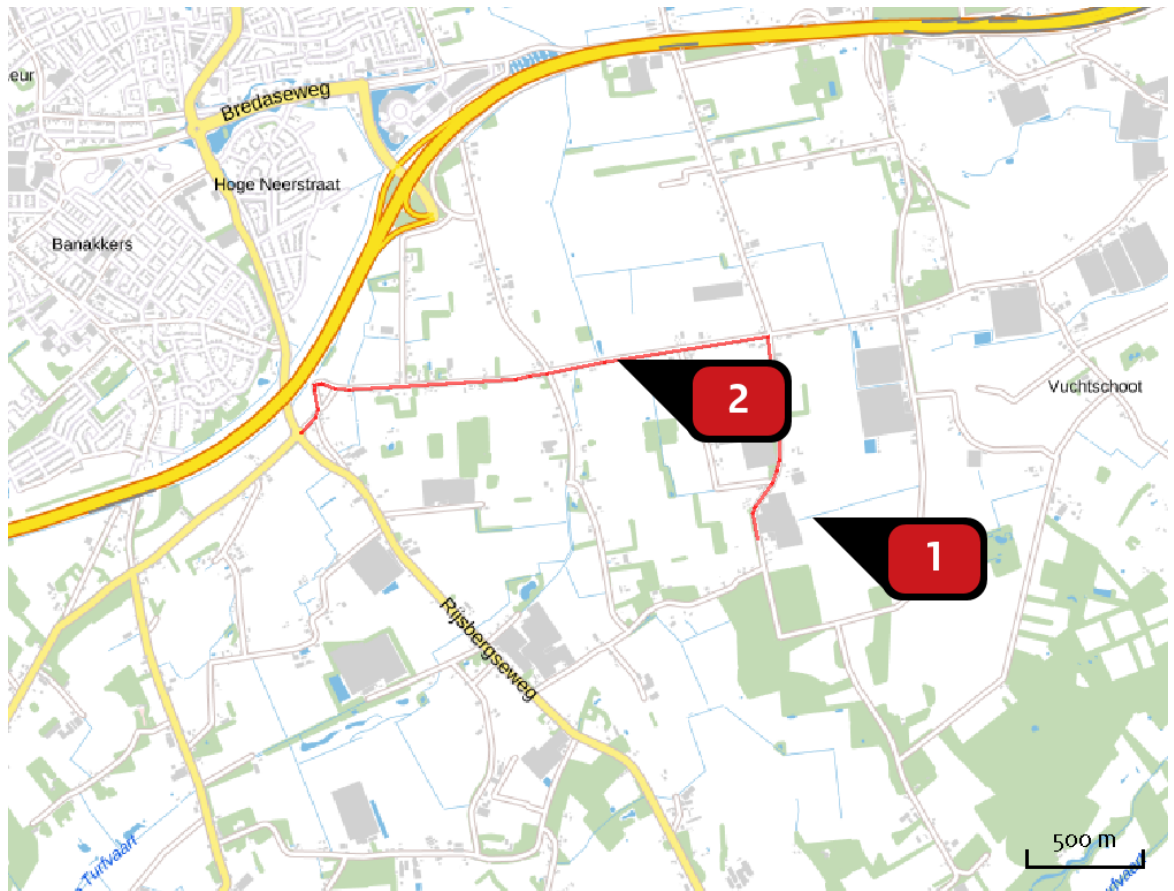 eur
Bredaseweg
Hoge Neerstraat
Banakkers
2
Vuchtschoot
1
Rijsbergseweg
500 m
Turfvaart